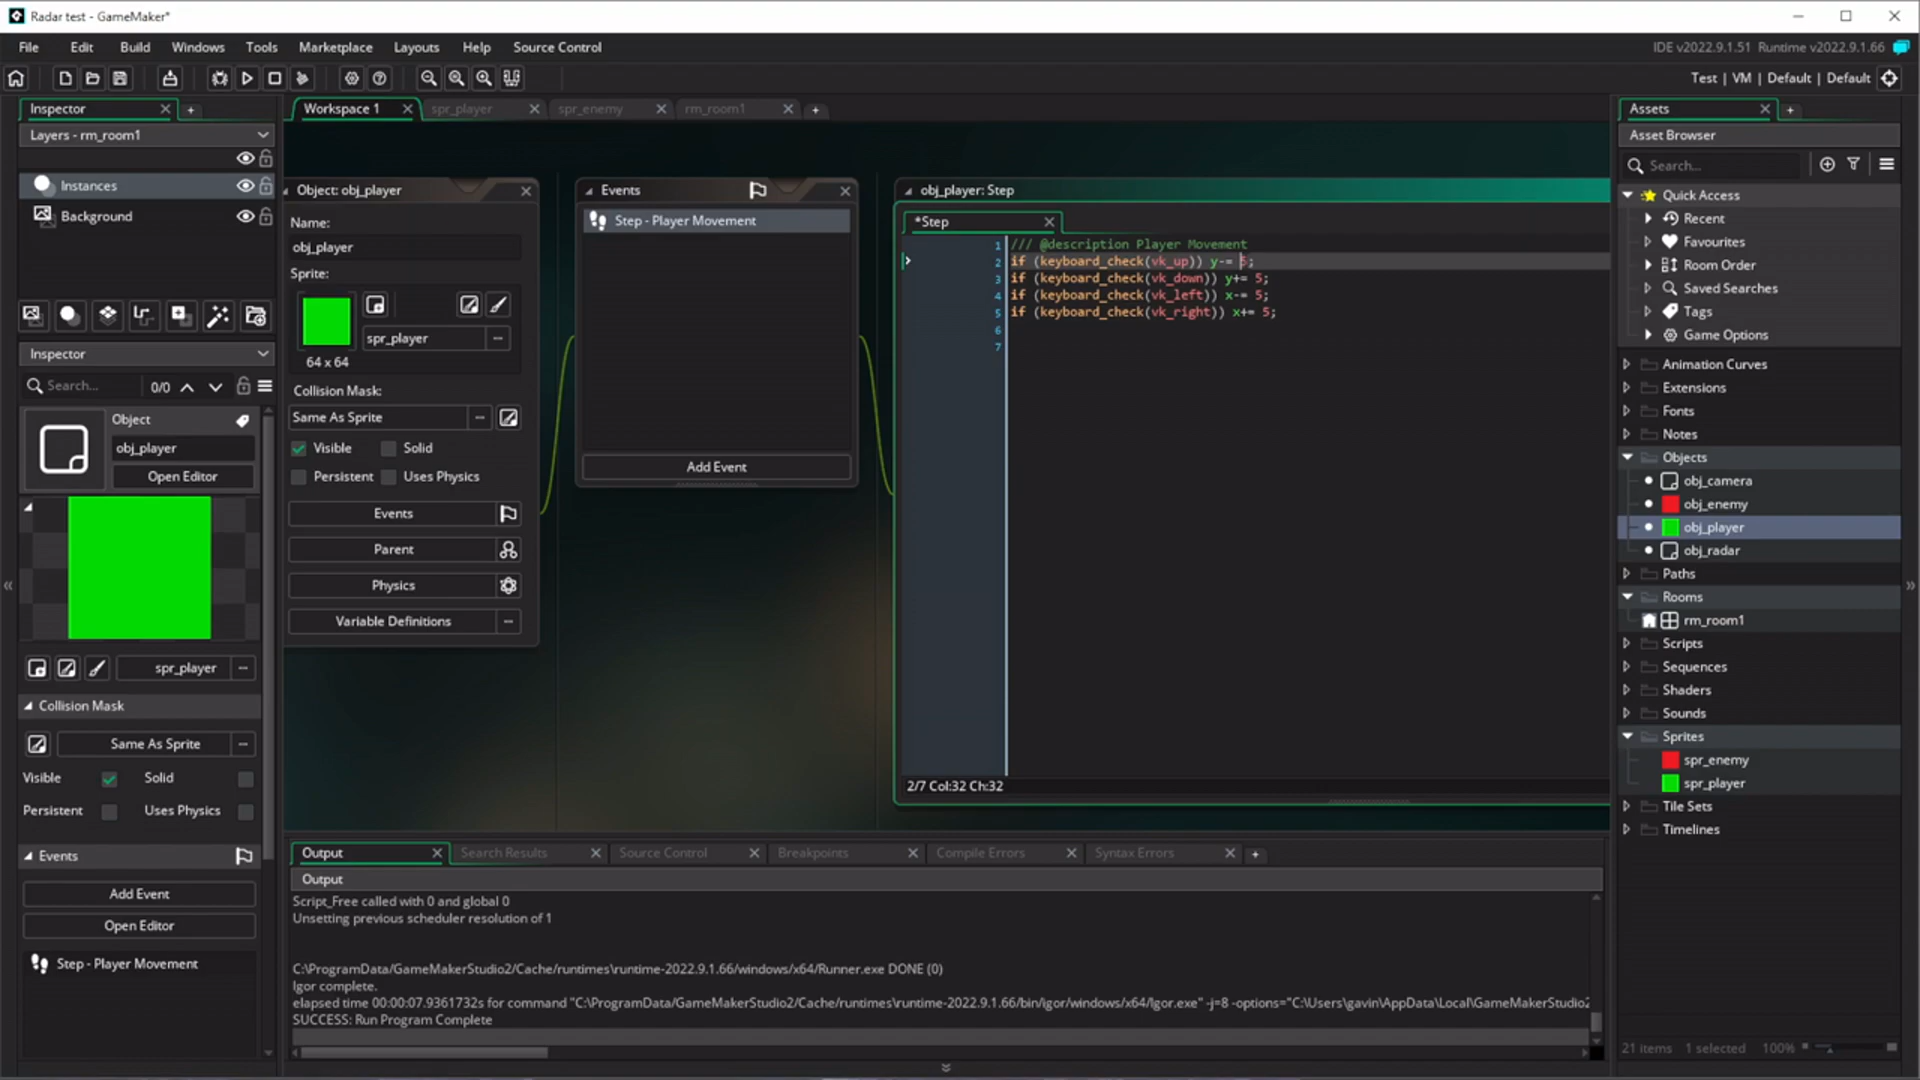 Radar test - GameMaker*
File Edit Build Windows Tools Marketplace Layouts Help Source Control
IDE v2022.9.1.51 Runtime v2022.9.1.66
Test | VM | Default | Default
Inspector
Layers - rm_room1
Instances
Background
Inspector
Search...
0/0
Object
obj_player
Open Editor
spr_player
Collision Mask
Same As Sprite
Visible
Solid
Persistent
Uses Physics
Events
Add Event
Open Editor
Step - Player Movement
Workspace 1
spr_player
spr_enemy
rm_room1
Object: obj_player
Name:
obj_player
Sprite:
spr_player
64 x 64
Collision Mask:
Same As Sprite
Visible
Solid
Persistent
Uses Physics
Events
Parent
Physics
Variable Definitions
Events
Step - Player Movement
Add Event
obj_player: Step
*Step
1 /// @description Player Movement
2 if (keyboard_check(vk_up)) y-= 5;
3 if (keyboard_check(vk_down)) y+= 5;
4 if (keyboard_check(vk_left)) x-= 5;
5 if (keyboard_check(vk_right)) x+= 5;
6
7
2/7 Col:32 Ch:32
Output
Search Results
Source Control
Breakpoints
Compile Errors
Syntax Errors
Output
Script_Free called with 0 and global 0
Unsetting previous scheduler resolution of 1
C:\ProgramData/GameMakerStudio2/Cache/runtimes\runtime-2022.9.1.66/windows/x64/Runner.exe DONE (0)
Igor complete.
elapsed time 00:00:07.9361732s for command "C:\ProgramData/GameMakerStudio2/Cache/runtimes\runtime-2022.9.1.66/bin/igor/windows/x64/Igor.exe" -j=8 -options="C:\Users\gavin\AppData\Local\GameMakerStudio2
SUCCESS: Run Program Complete
Assets
Asset Browser
Search...
Quick Access
Recent
Favourites
Room Order
Saved Searches
Tags
Game Options
Animation Curves
Extensions
Fonts
Notes
Objects
obj_camera
obj_enemy
obj_player
obj_radar
Paths
Rooms
rm_room1
Scripts
Sequences
Shaders
Sounds
Sprites
spr_enemy
spr_player
Tile Sets
Timelines
21 items 1 selected 100%